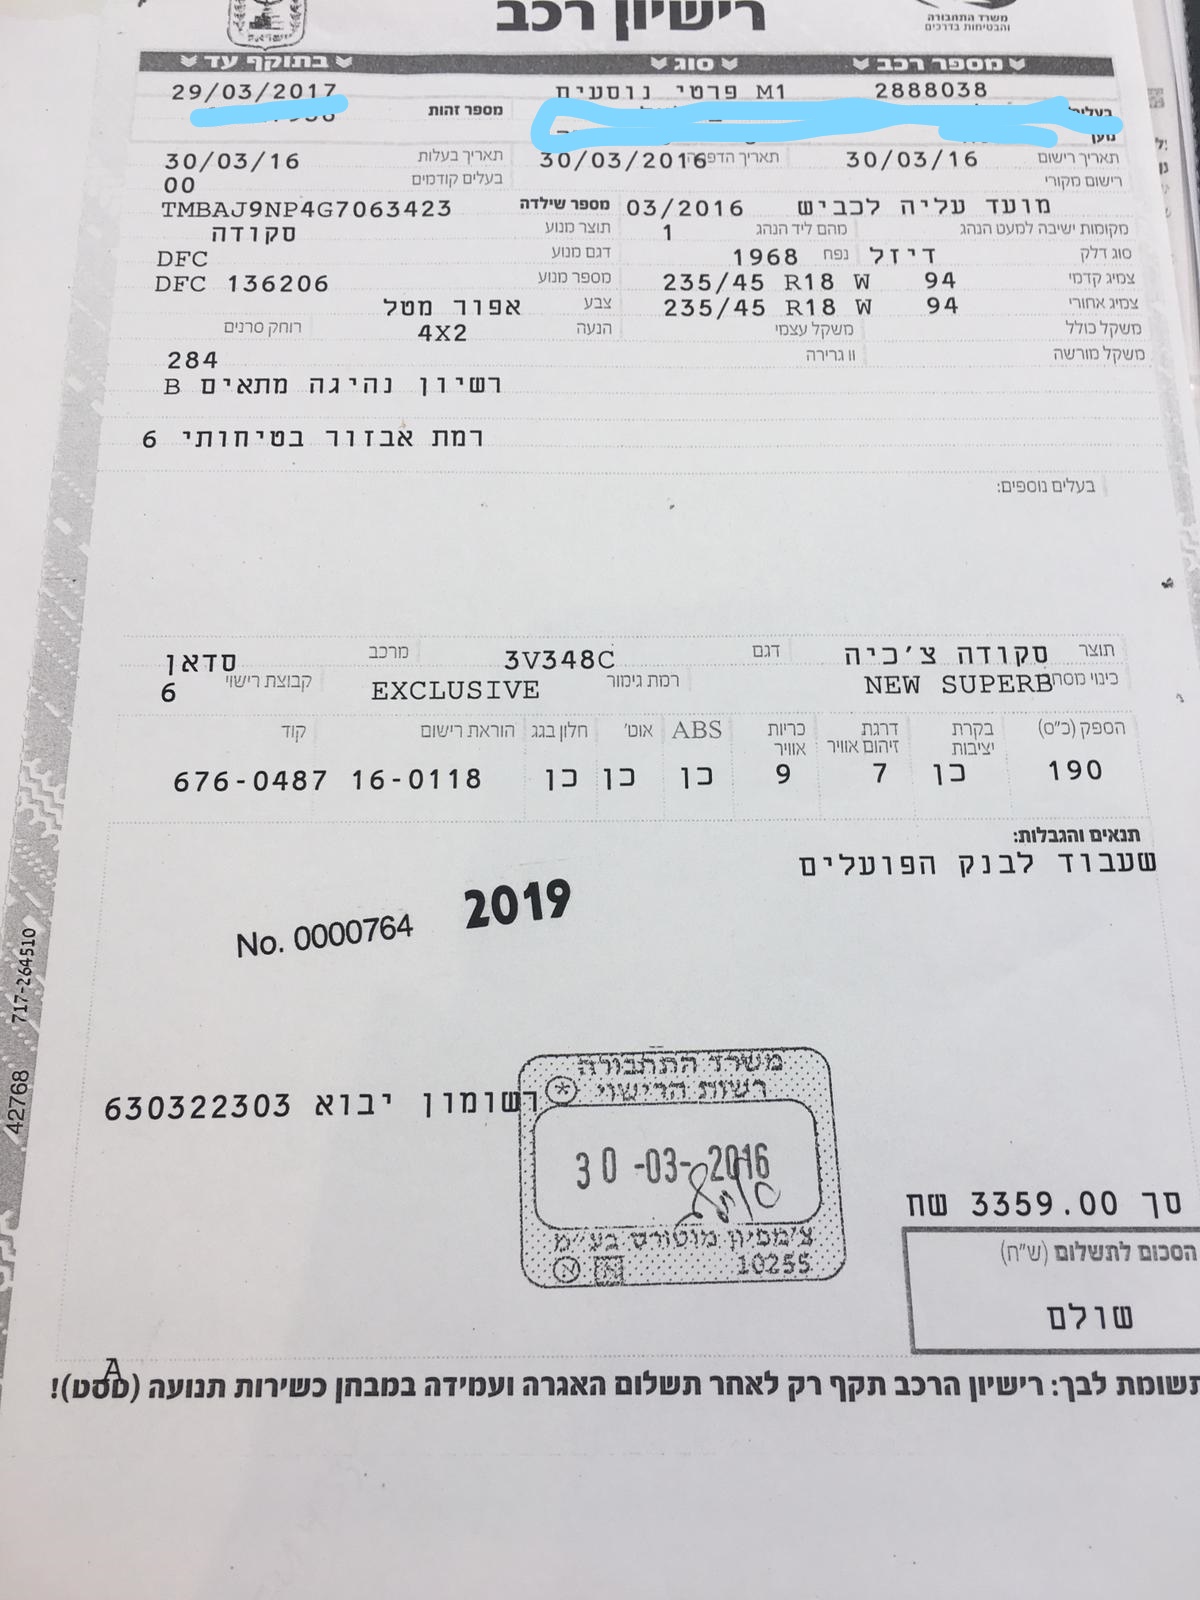 רישיון רכב
משרד התחבורה
והבטיחות בדרכים
מספר רכב סוג בתוקף עד
2888038 M1 פרטי נוסעים 29/03/2017
מספר זהות
תאריך רישום 30/03/16 תאריך הדפסה 30/03/2016 תאריך בעלות 30/03/16
רישום מקורי בעלים קודמים 00
מועד עליה לכביש 03/2016 מספר שילדה TMBAJ9NP4G7063423
מקומות ישיבה למעט הנהג מהם ליד הנהג 1 תוצר מנוע סקודה
סוג דלק דיזל נפח 1968 דגם מנוע DFC
צמיג קדמי 235/45 R18 W 94 מספר מנוע DFC 136206
צמיג אחורי 235/45 R18 W 94 צבע אפור מטל
משקל כולל משקל עצמי הנעה 4X2 רוחק סרנים
משקל מורשה וו גרירה 284
רשיון נהיגה מתאים B
רמת אבזור בטיחותי 6
בעלים נוספים:
תוצר סקודה צ'כיה דגם 3V348C מרכב סדאן
כינוי מסח NEW SUPERB רמת גימור EXCLUSIVE קבוצת רישוי 6
הספק (כ"ס) בקרת יציבות דרגת זיהום אוויר כריות אוויר ABS אוט' חלון בגג הוראת רישום קוד
190 כן 7 9 כן כן כן 16-0118 676-0487
תנאים והגבלות:
שעבוד לבנק הפועלים
No. 0000764 2019
717-264510
42768
משרד התחבורה
רשות הרישוי
רשומון יבוא 630322303
30-03-2016
צ'מפיון מוטורס בע"מ
10255
סך 3359.00 שח
הסכום לתשלום (ש"ח)
שולם
A
תשומת לבך: רישיון הרכב תקף רק לאחר תשלום האגרה ועמידה במבחן כשירות תנועה (טסט)!